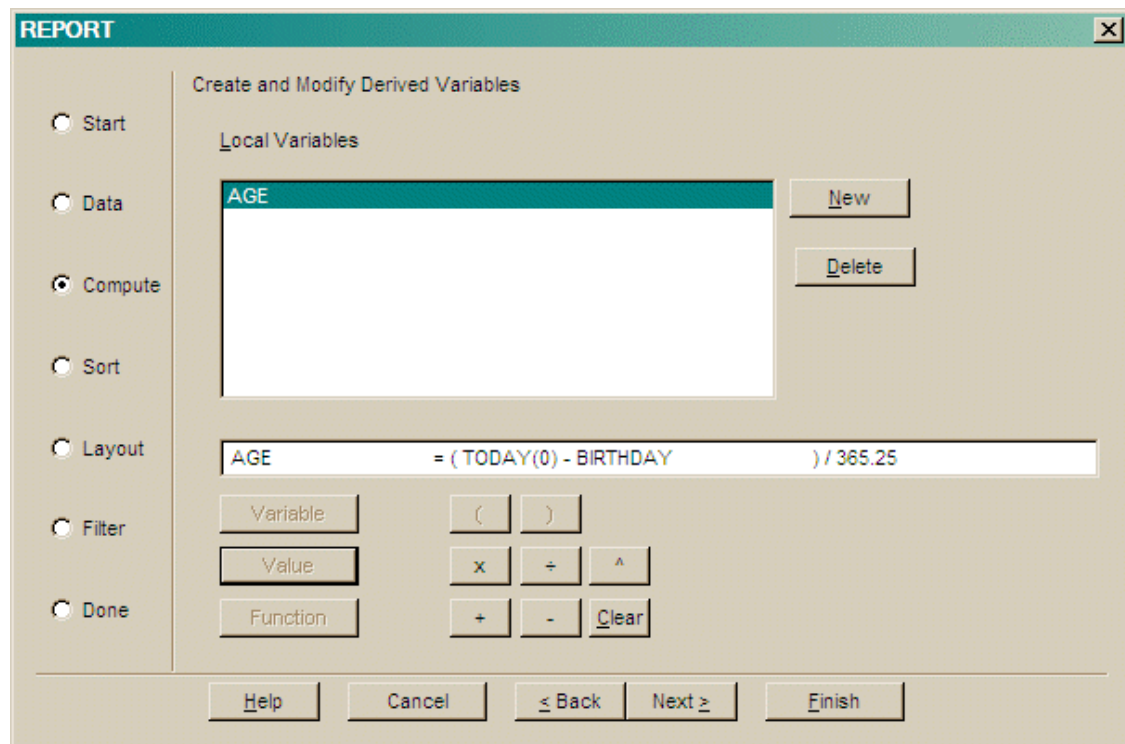 REPORT
Create and Modify Derived Variables
Start
Local Variables
AGE
New
Data
Delete
Compute
Sort
Layout
AGE = ( TODAY(0) - BIRTHDAY ) / 365.25
Variable ( )
Filter
Value x ÷ ^
Done
Function + - Clear
Help Cancel < Back Next > Finish